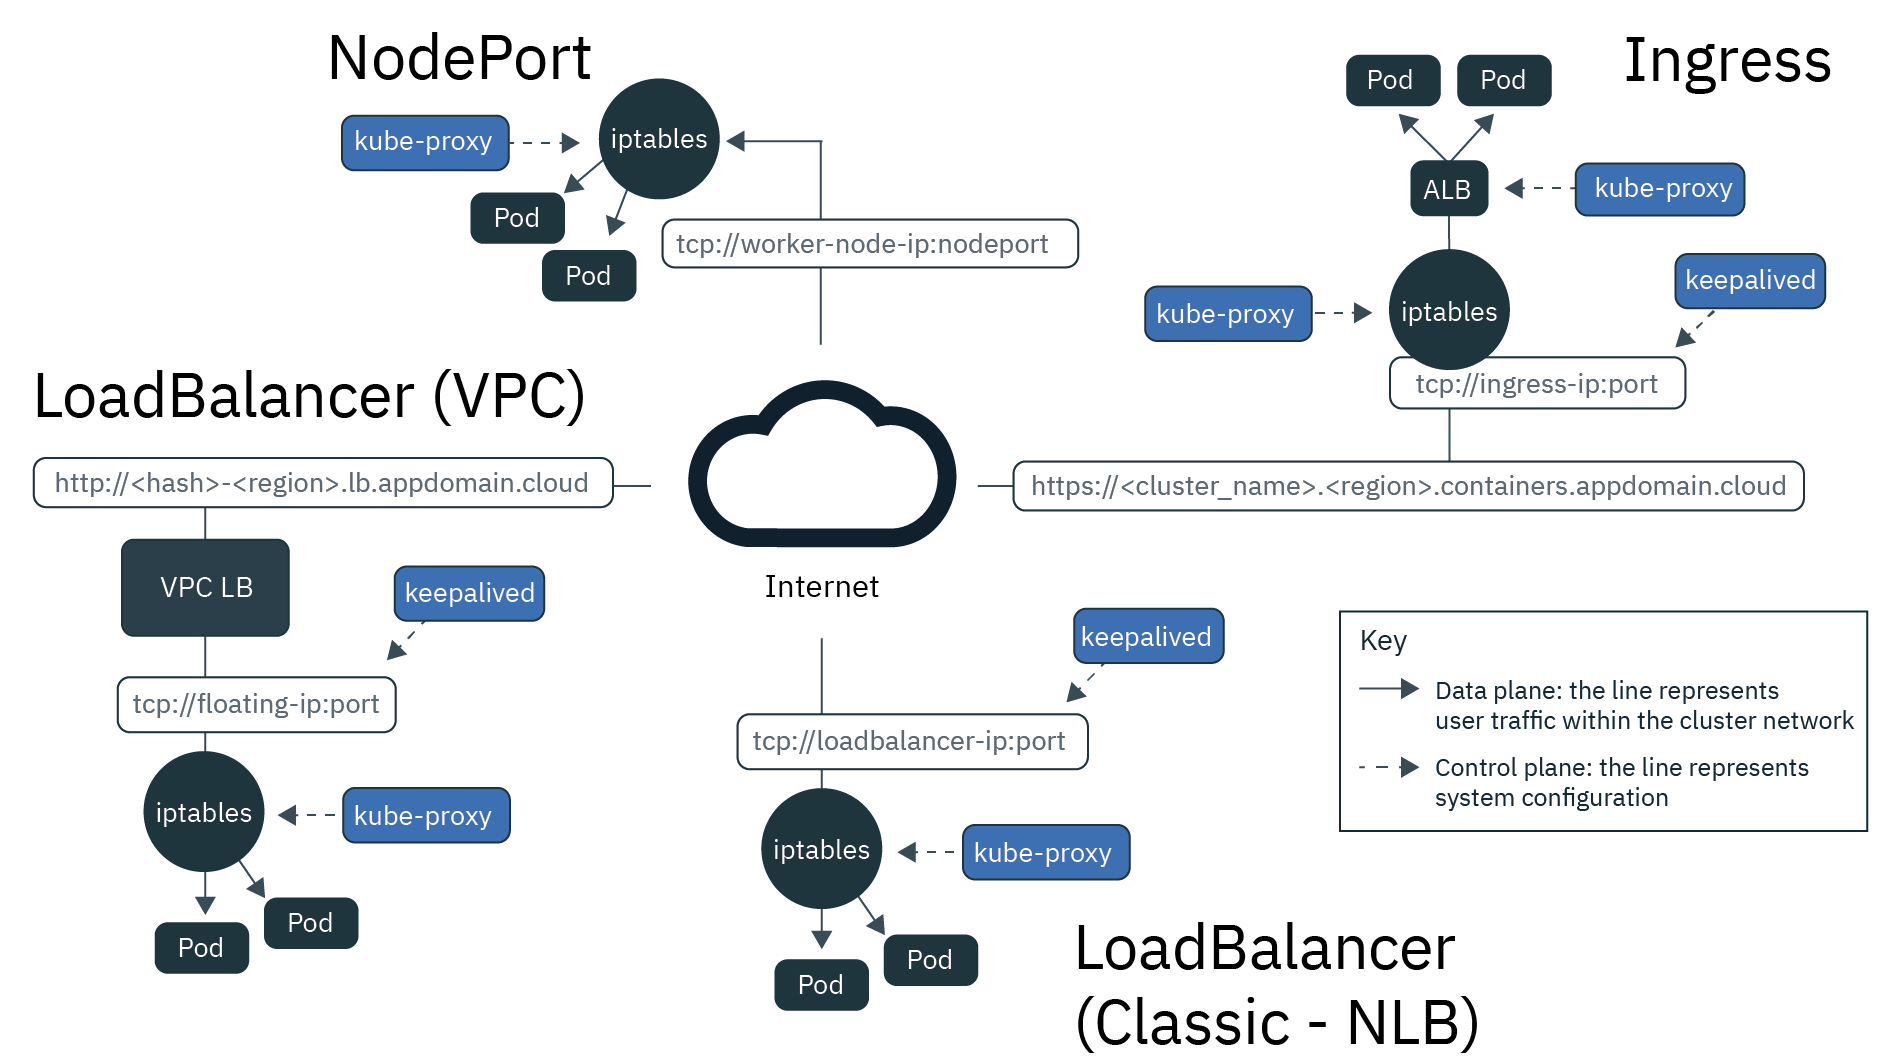 NodePort
kube-proxy
iptables
Pod
Pod
tcp://worker-node-ip:nodeport
Ingress
Pod
Pod
ALB
kube-proxy
keepalived
kube-proxy
iptables
tcp://ingress-ip:port
https://<cluster_name>.<region>.containers.appdomain.cloud
LoadBalancer (VPC)
http://<hash>-<region>.lb.appdomain.cloud
VPC LB
keepalived
tcp://floating-ip:port
iptables
kube-proxy
Pod
Pod
Internet
keepalived
tcp://loadbalancer-ip:port
iptables
kube-proxy
Pod
Pod
LoadBalancer
(Classic - NLB)
Key
Data plane: the line represents
user traffic within the cluster network
Control plane: the line represents
system configuration